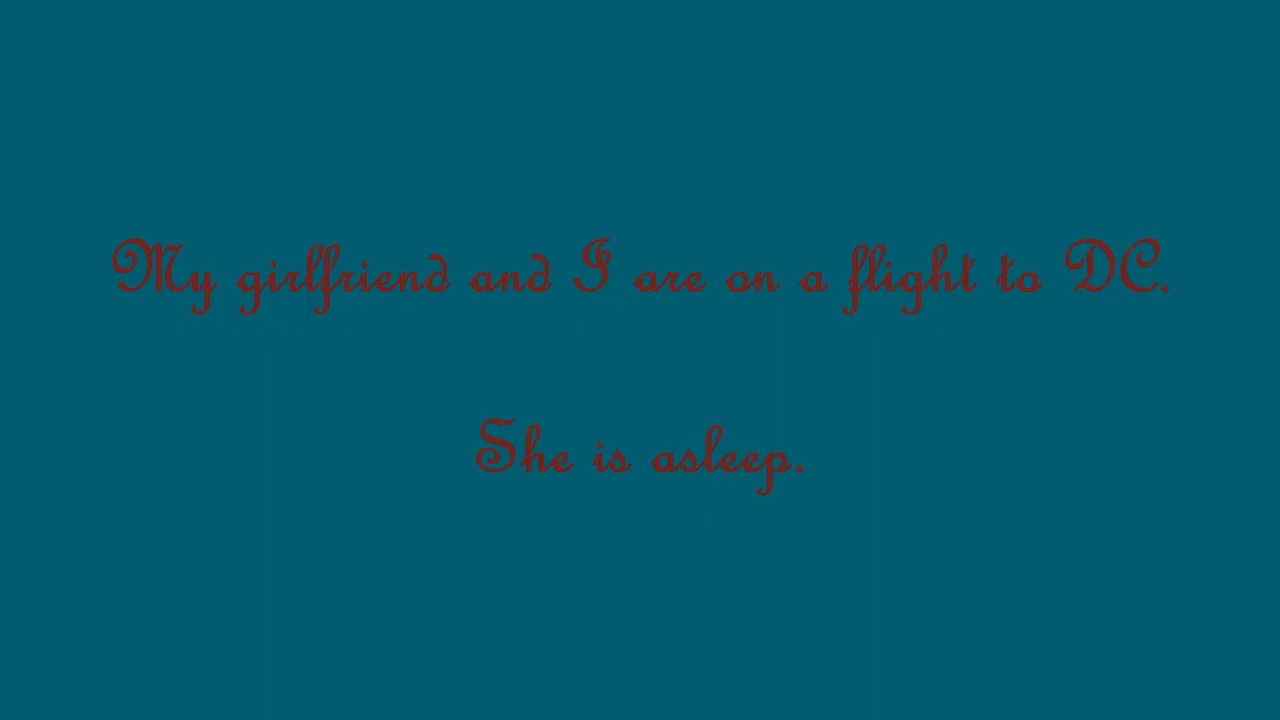 My girlfriend and I are on a flight to DC.
She is asleep.